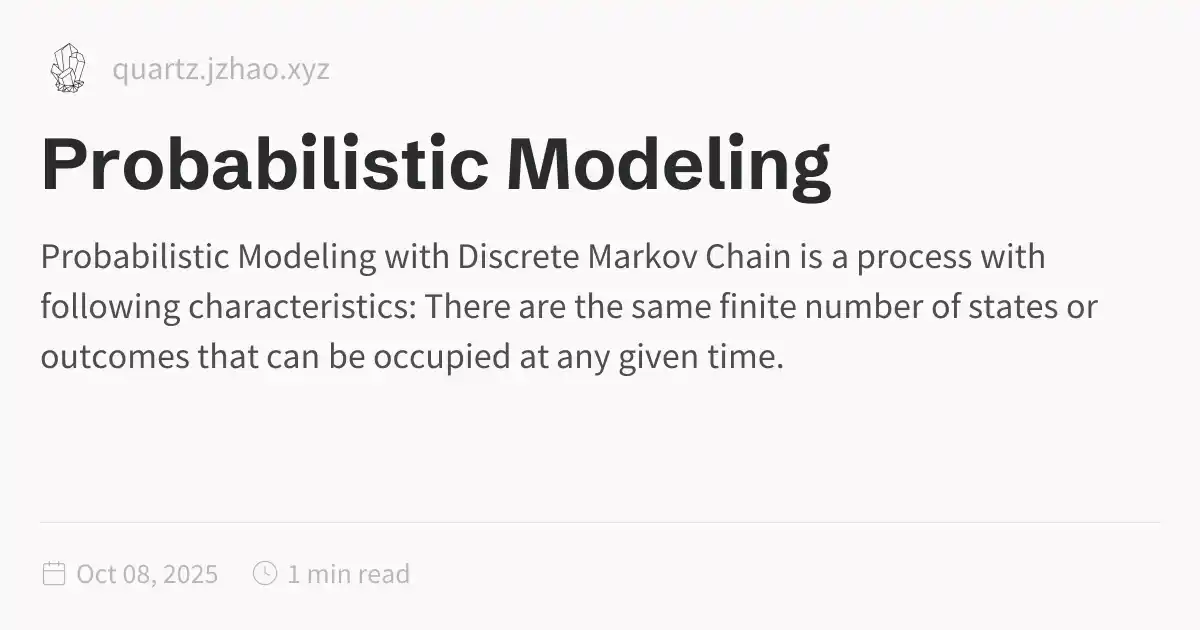 quartz.jzhao.xyz
Probabilistic Modeling
Probabilistic Modeling with Discrete Markov Chain is a process with
following characteristics: There are the same finite number of states or
outcomes that can be occupied at any given time.
Oct 08, 2025 1 min read